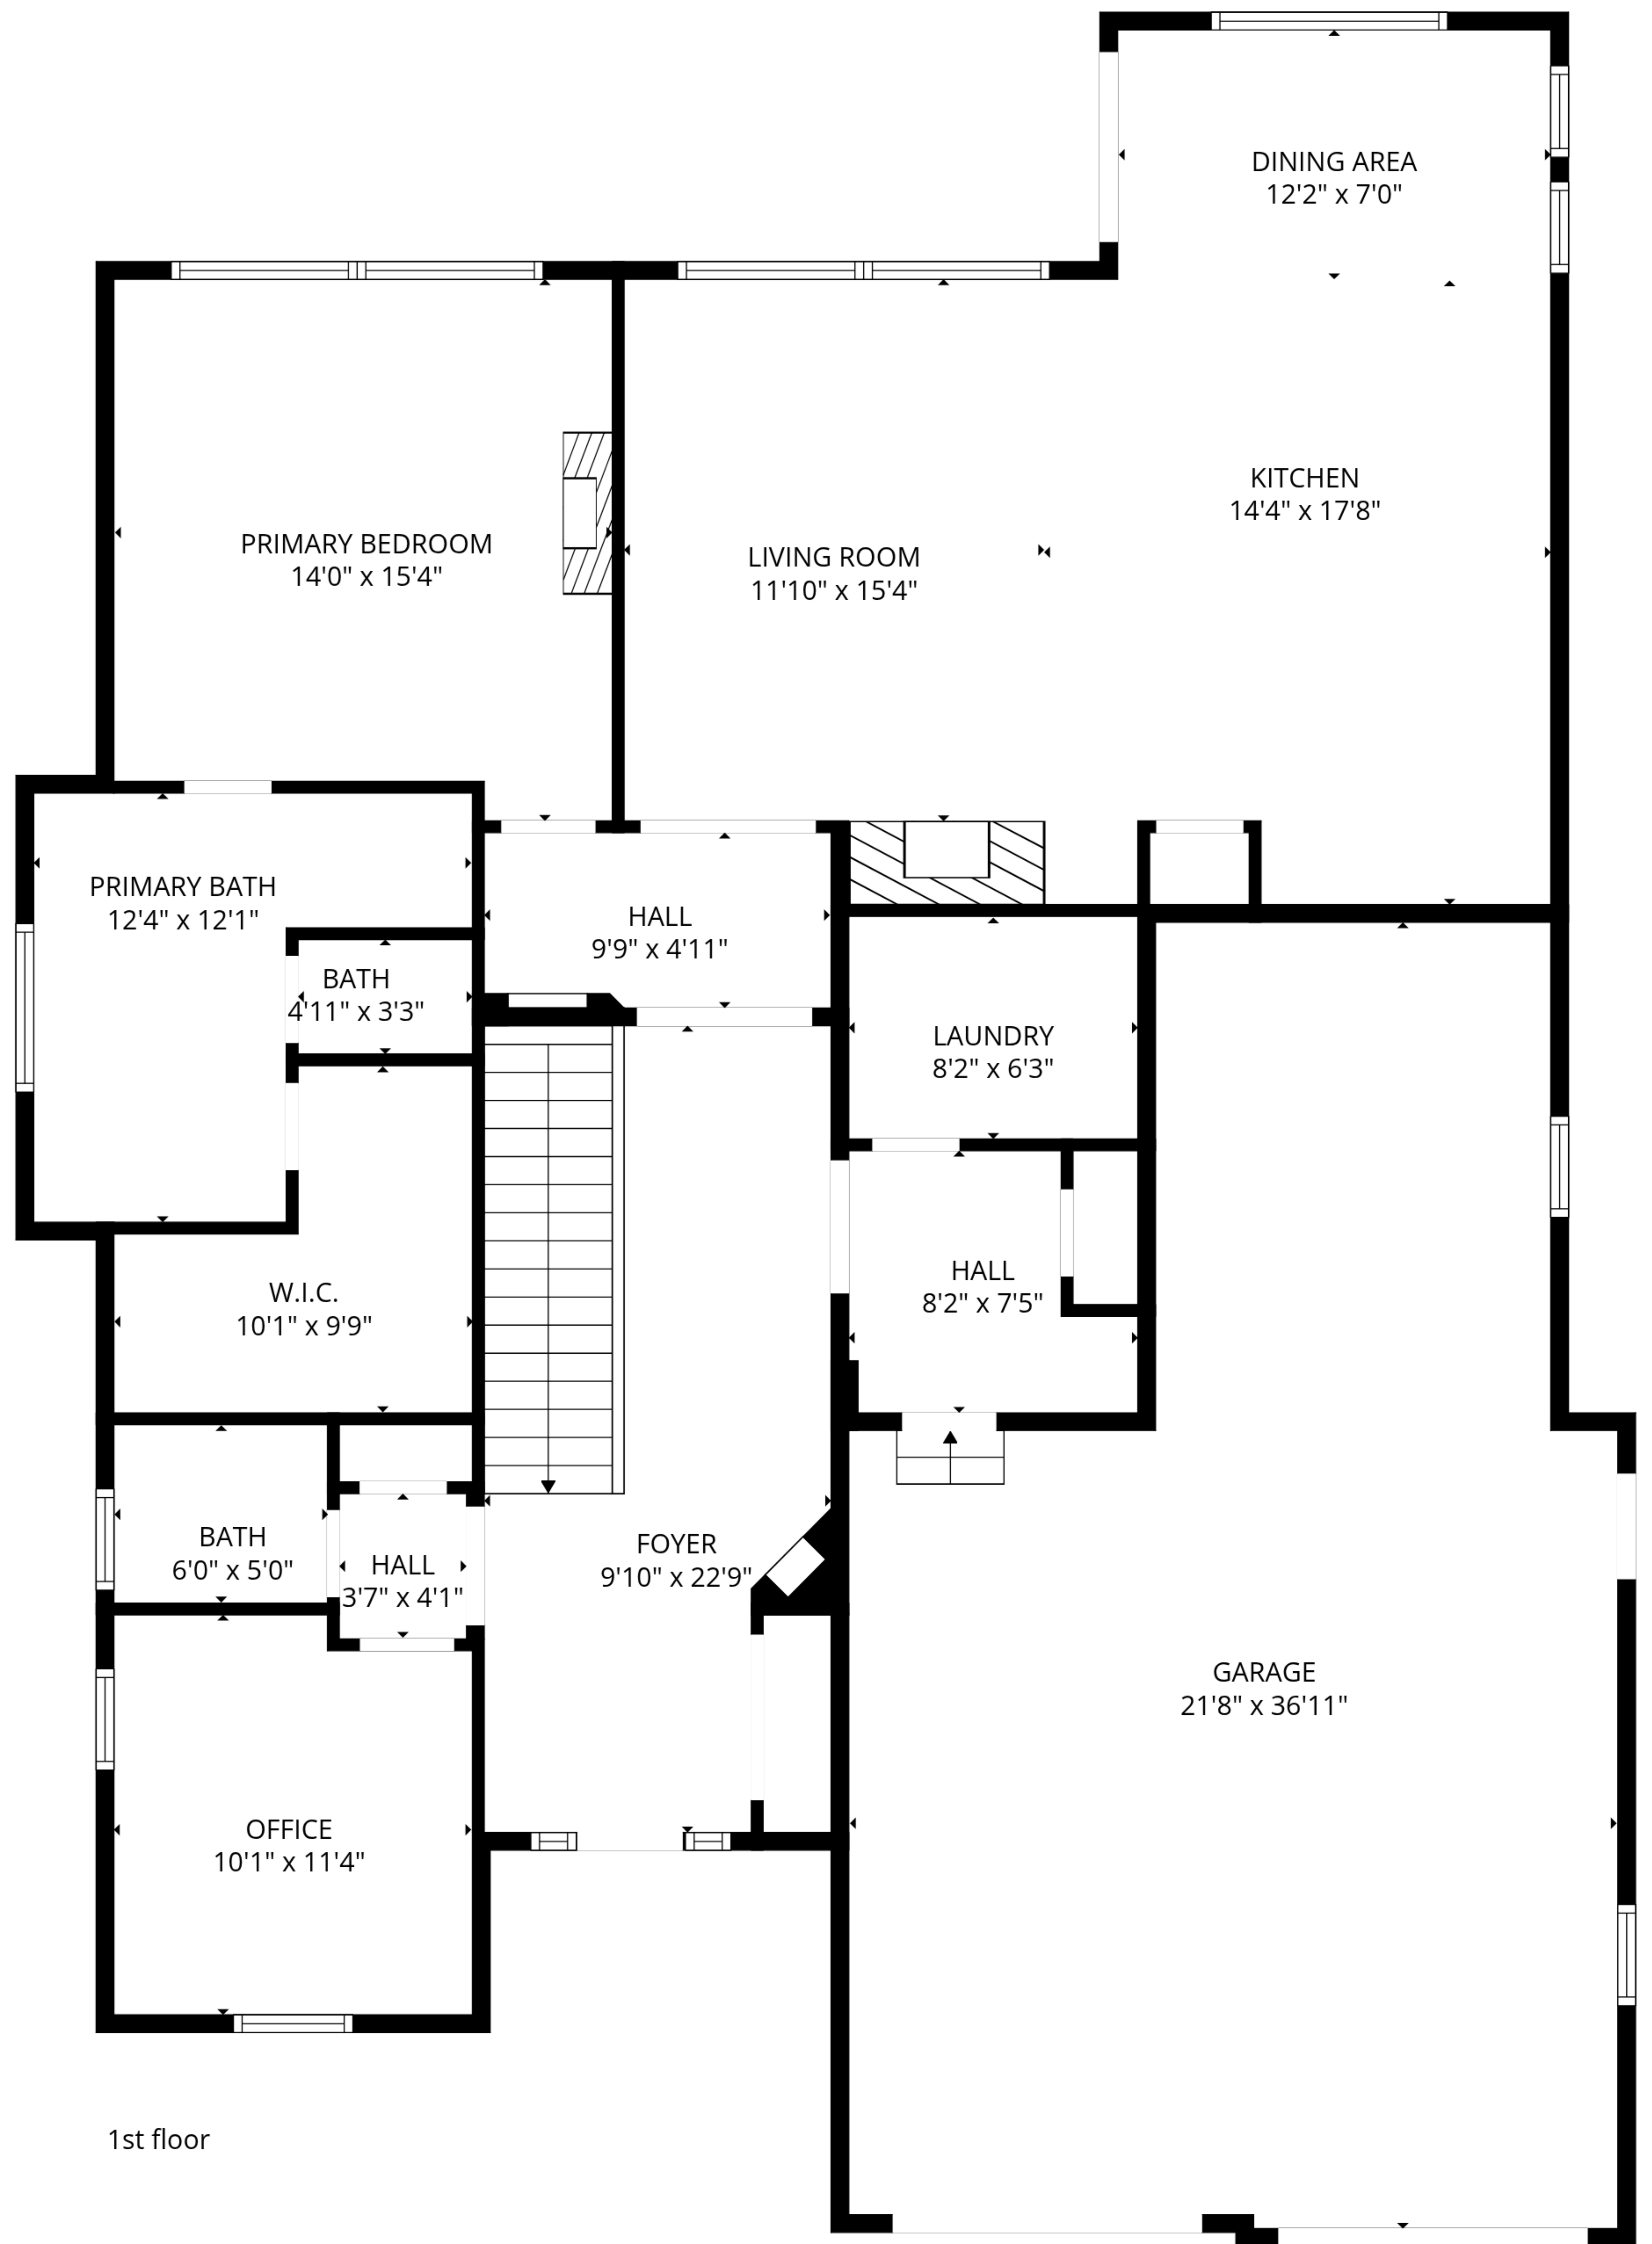 DINING AREA
12'2" x 7'0"
KITCHEN
14'4" x 17'8"
PRIMARY BEDROOM
14'0" x 15'4"
LIVING ROOM
11'10" x 15'4"
PRIMARY BATH
12'4" x 12'1"
HALL
9'9" x 4'11"
BATH
4'11" x 3'3"
LAUNDRY
8'2" x 6'3"
HALL
8'2" x 7'5"
W.I.C.
10'1" x 9'9"
BATH
6'0" x 5'0"
HALL
3'7" x 4'1"
FOYER
9'10" x 22'9"
GARAGE
21'8" x 36'11"
OFFICE
10'1" x 11'4"
1st floor